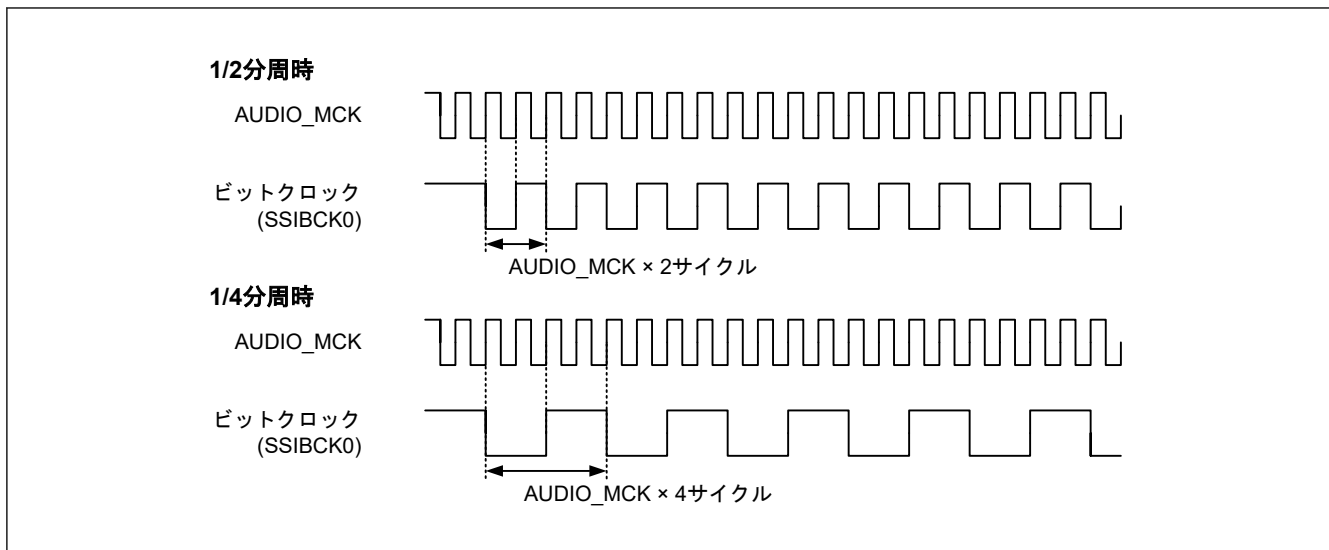 1/2分周時
AUDIO_MCK
ビットクロック
(SSIBCK0)
AUDIO_MCK × 2サイクル
1/4分周時
AUDIO_MCK
ビットクロック
(SSIBCK0)
AUDIO_MCK × 4サイクル